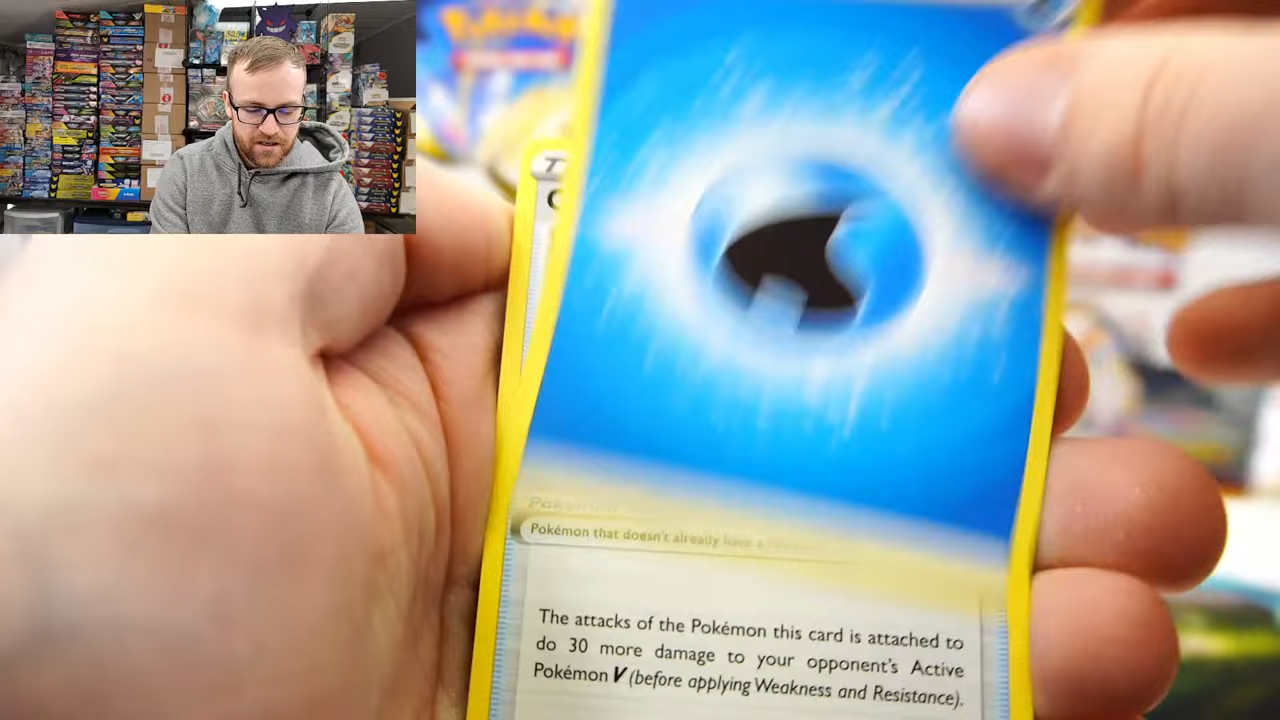 Pokémon
Pokémon that doesn't already have a
The attacks of the Pokémon this card is attached to
do 30 more damage to your opponent's Active
Pokémon V (before applying Weakness and Resistance).